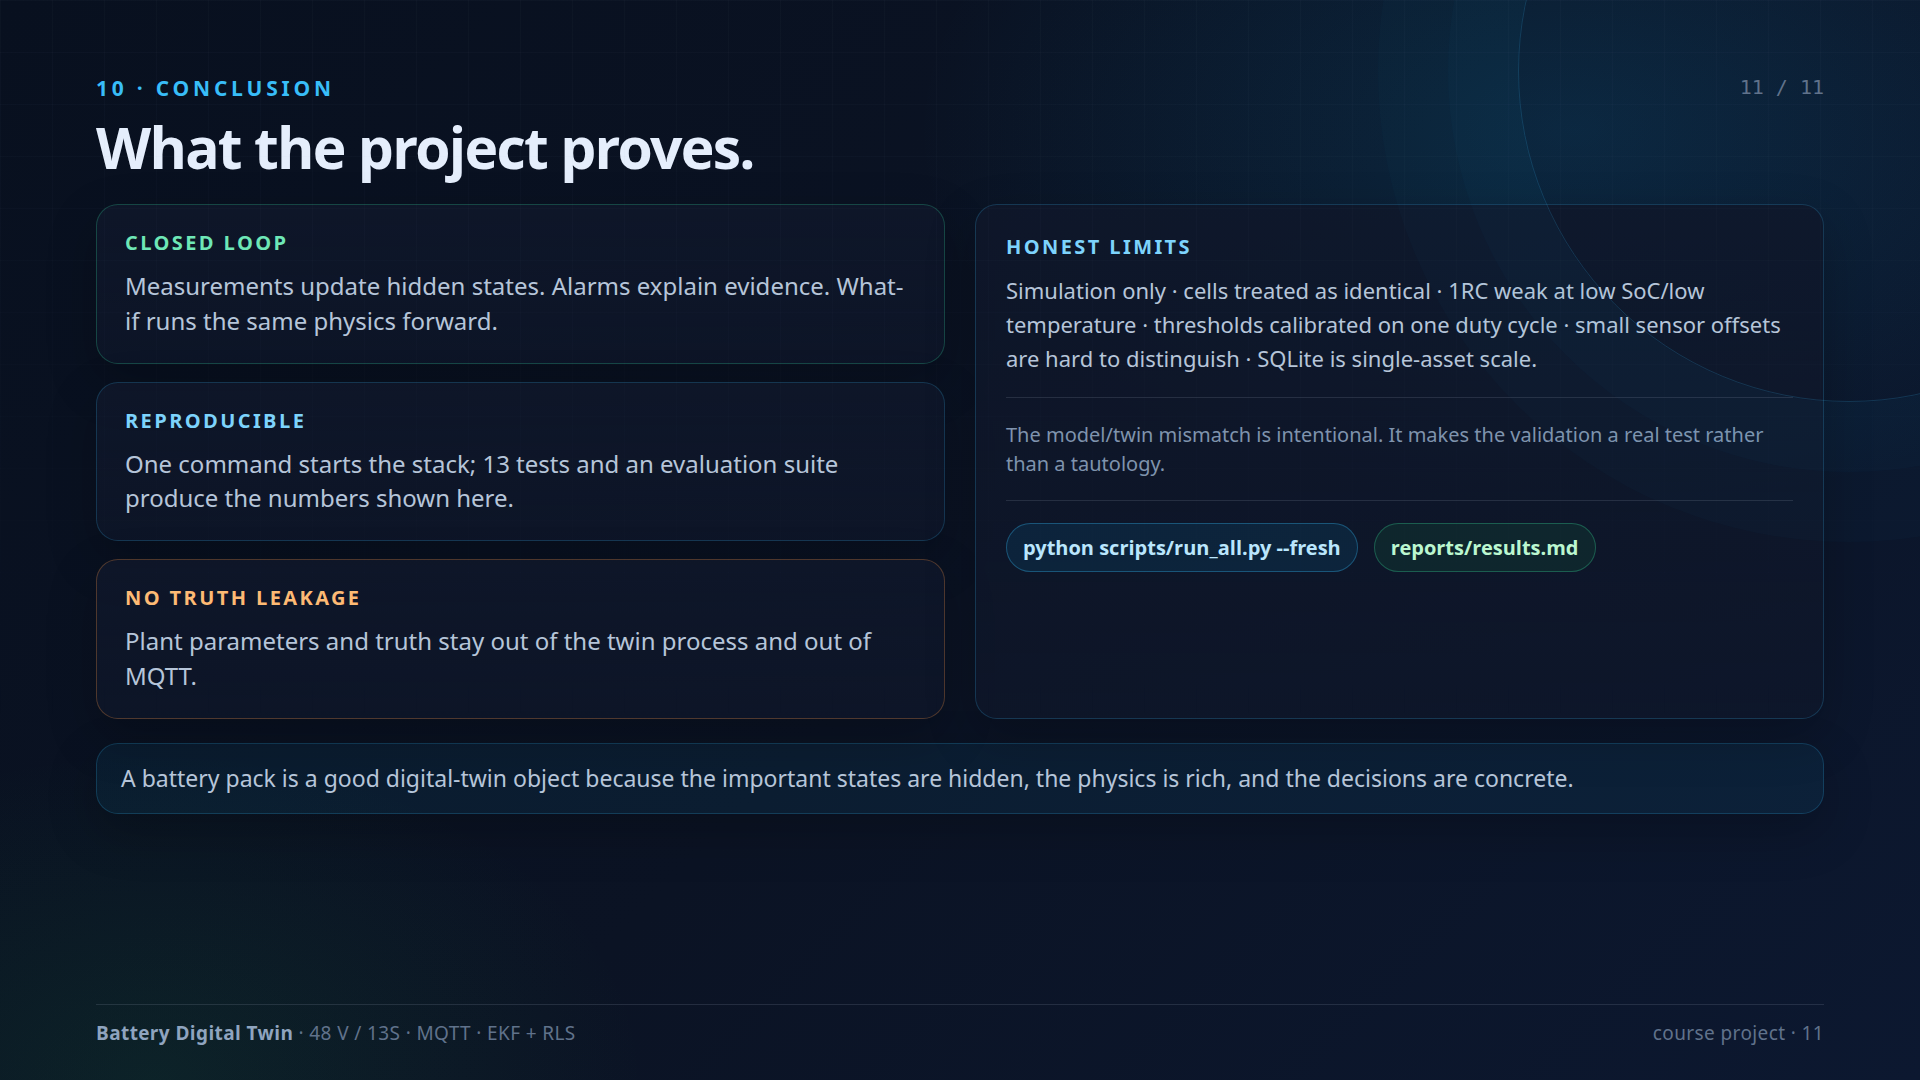 10 · CONCLUSION
11 / 11
What the project proves.
CLOSED LOOP
Measurements update hidden states. Alarms explain evidence. What-
if runs the same physics forward.
REPRODUCIBLE
One command starts the stack; 13 tests and an evaluation suite
produce the numbers shown here.
NO TRUTH LEAKAGE
Plant parameters and truth stay out of the twin process and out of
MQTT.
HONEST LIMITS
Simulation only · cells treated as identical · 1RC weak at low SoC/low
temperature · thresholds calibrated on one duty cycle · small sensor offsets
are hard to distinguish · SQLite is single-asset scale.
The model/twin mismatch is intentional. It makes the validation a real test rather
than a tautology.
python scripts/run_all.py --fresh
reports/results.md
A battery pack is a good digital-twin object because the important states are hidden, the physics is rich, and the decisions are concrete.
Battery Digital Twin · 48 V / 13S · MQTT · EKF + RLS
course project · 11